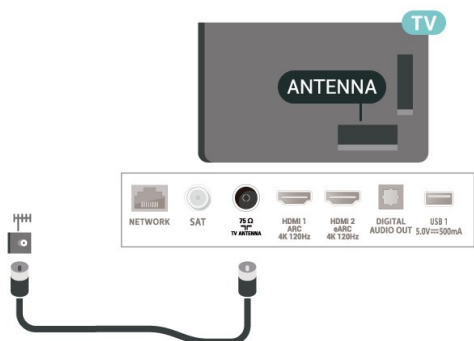 TV
ANTENNA
NETWORK
SAT
75 Ω
TV ANTENNA
HDMI 1
ARC
4K 120Hz
HDMI 2
eARC
4K 120Hz
DIGITAL
AUDIO OUT
USB 1
5.0V⎓500mA